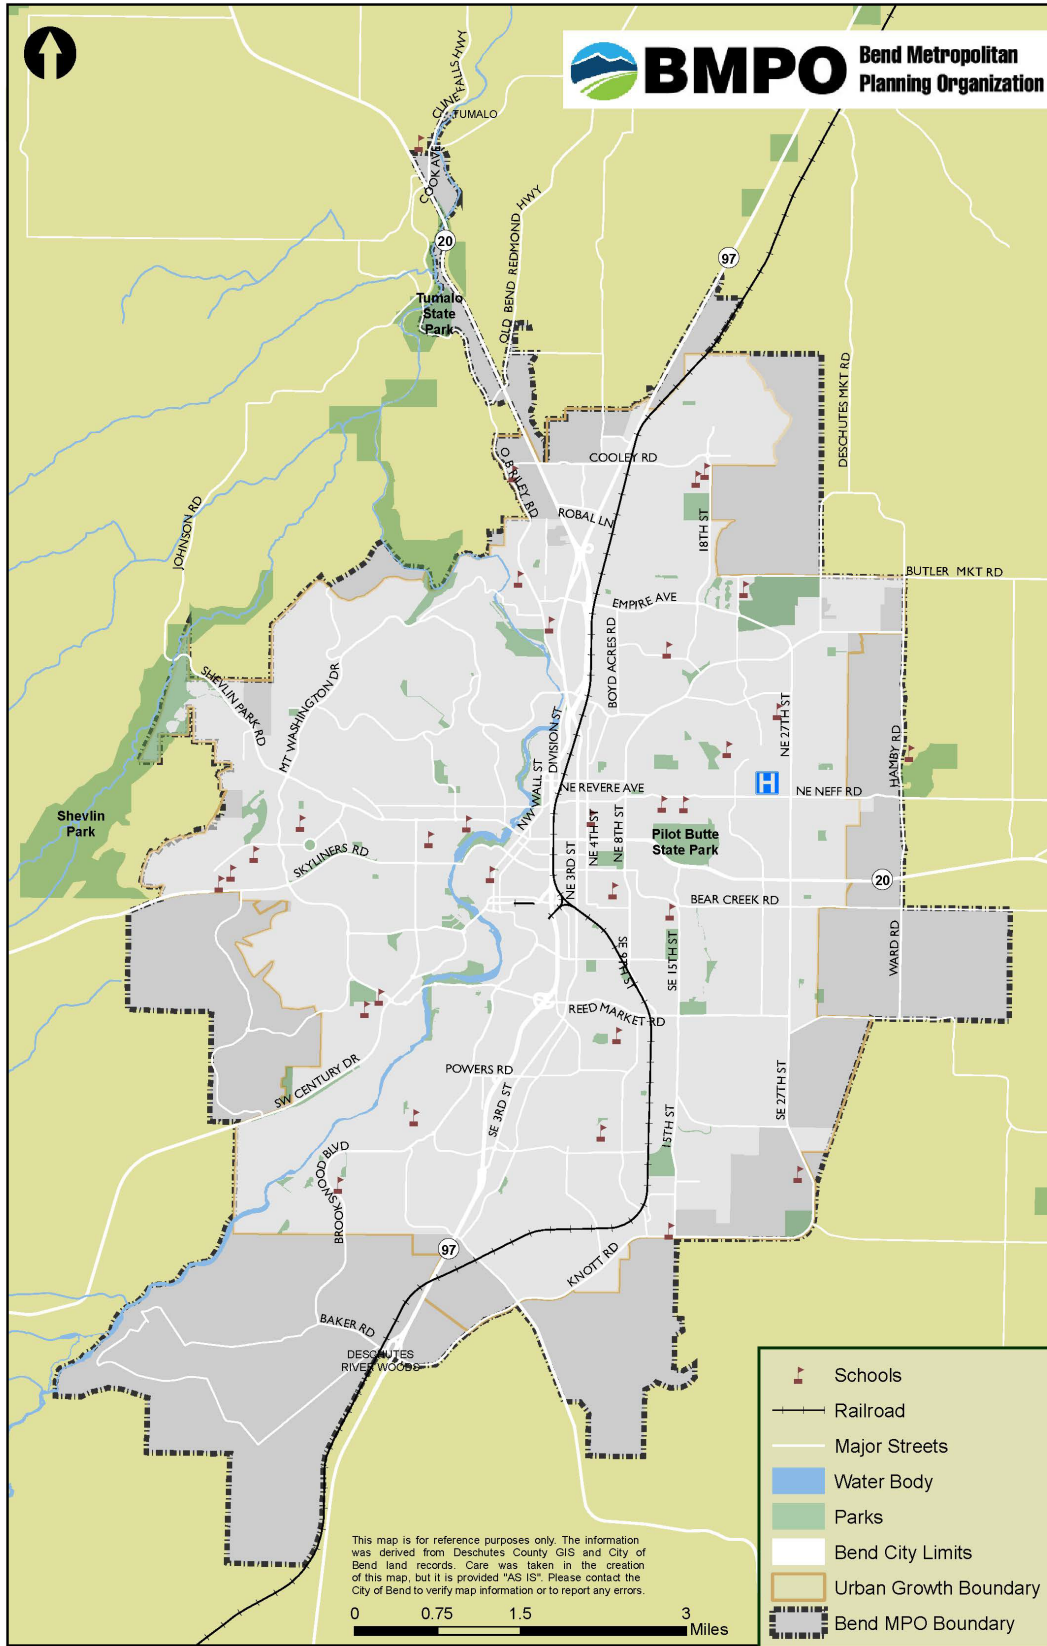 BMPO
Bend Metropolitan
Planning Organization
CLINE FALLS HWY
TUMALO
COOK AVE
20
OLD BEND REDMOND HWY
97
Tumalo
State
Park
DESCHUTES MKT RD
COOLEY RD
O B RILEY RD
ROBAL LN
18TH ST
JOHNSON RD
BUTLER MKT RD
EMPIRE AVE
BOYD ACRES RD
SHEVLIN PARK RD
MT WASHINGTON DR
DIVISION ST
NE 27TH ST
HAMBY RD
NW WALL ST
NE REVERE AVE
H
NE NEFF RD
Shevlin
Park
NE 4TH ST
NE 8TH ST
Pilot Butte
State Park
SKYLINERS RD
NE 3RD ST
20
BEAR CREEK RD
SE 9TH ST
SE 15TH ST
WARD RD
REED MARKET RD
POWERS RD
SW CENTURY DR
SE 3RD ST
SE 27TH ST
15TH ST
BROOKSWOOD BLVD
97
KNOTT RD
BAKER RD
DESCHUTES
RIVER WOODS
Schools
Railroad
Major Streets
Water Body
Parks
Bend City Limits
Urban Growth Boundary
Bend MPO Boundary
This map is for reference purposes only. The information
was derived from Deschutes County GIS and City of
Bend land records. Care was taken in the creation
of this map, but it is provided "AS IS". Please contact the
City of Bend to verify map information or to report any errors.
0 0.75 1.5 3
Miles